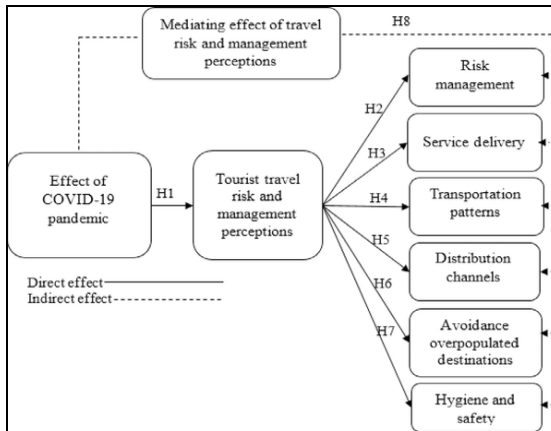 Mediating effect of travel
risk and management
perceptions
H8
Risk
management
H2
Service delivery
H3
Effect of
COVID-19
pandemic
H1
Tourist travel
risk and
management
perceptions
H4
Transportation
patterns
H5
Distribution
channels
Direct effect
Indirect effect
H6
Avoidance
overpopulated
destinations
H7
Hygiene and
safety